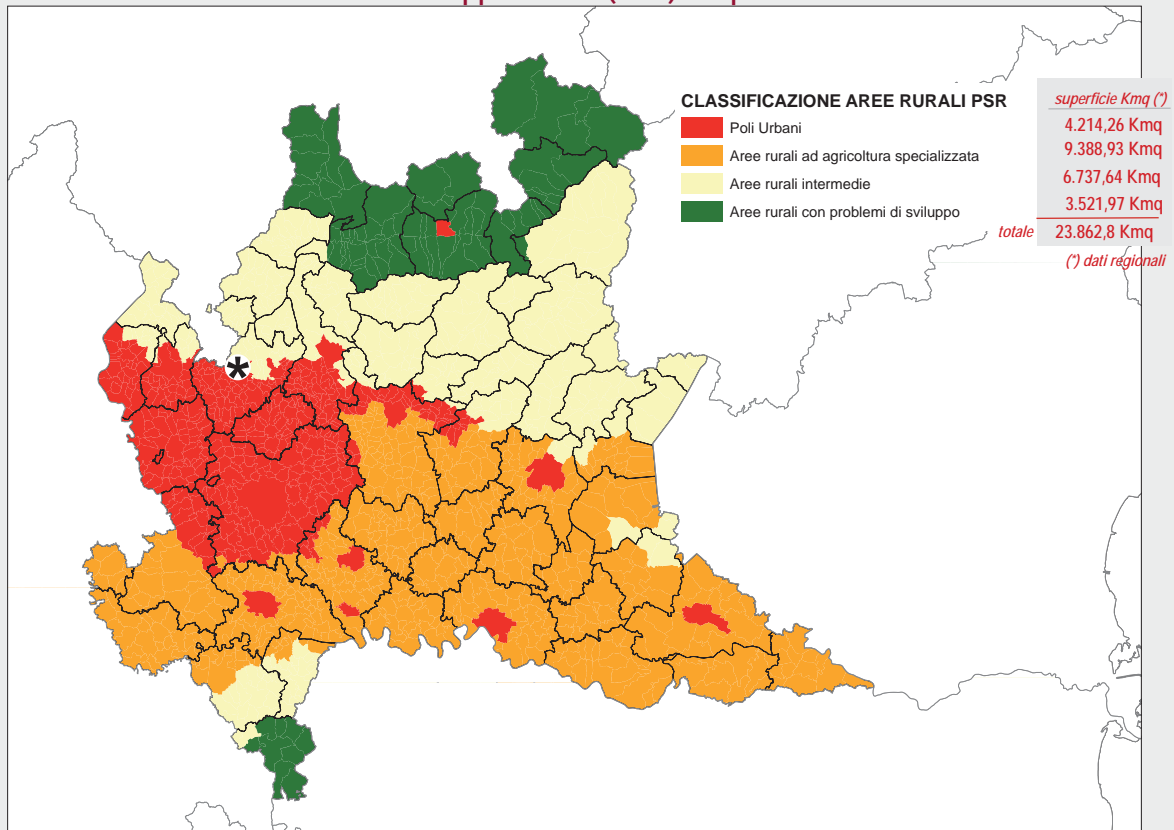 CLASSIFICAZIONE AREE RURALI PSR
Poli Urbani
Aree rurali ad agricoltura specializzata
Aree rurali intermedie
Aree rurali con problemi di sviluppo
superficie Kmq (*)
4.214,26 Kmq
9.388,93 Kmq
6.737,64 Kmq
3.521,97 Kmq
totale 23.862,8 Kmq
(*) dati regionali
*